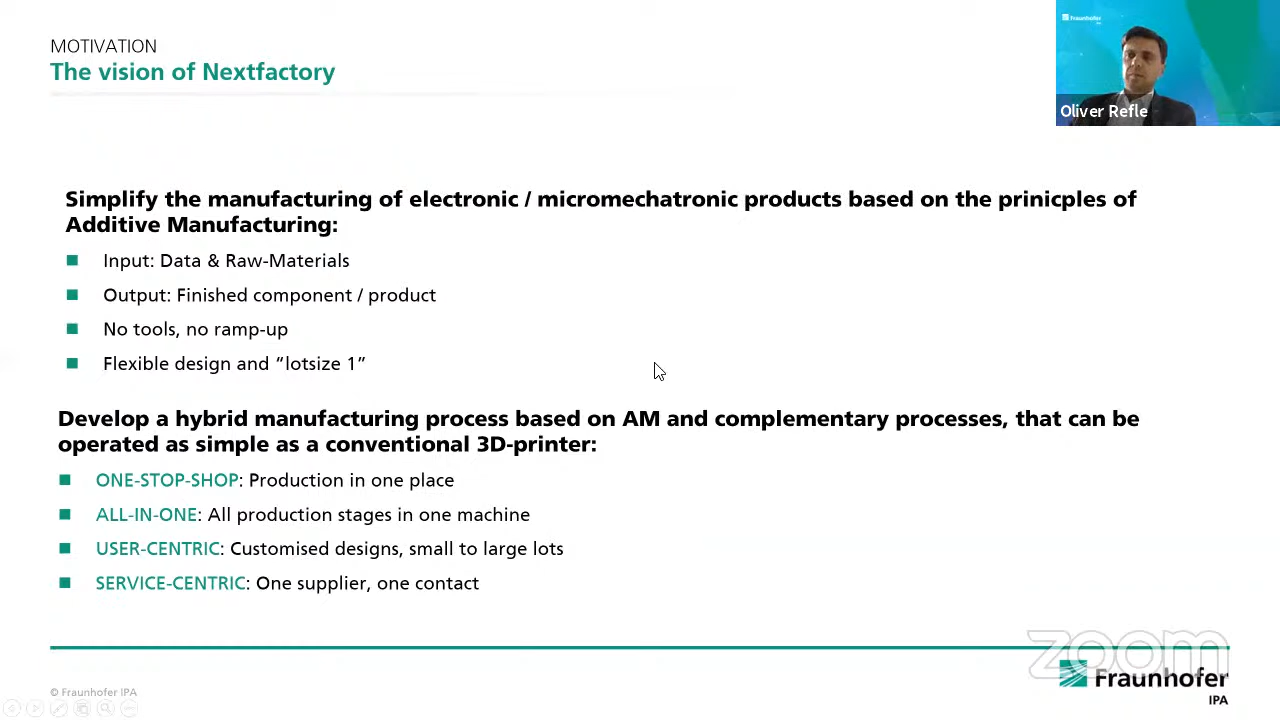 MOTIVATION
The vision of Nextfactory
Fraunhofer
Oliver Refle
Simplify the manufacturing of electronic / micromechatronic products based on the prinicples of
Additive Manufacturing:
Input: Data & Raw-Materials
Output: Finished component / product
No tools, no ramp-up
Flexible design and “lotsize 1”
Develop a hybrid manufacturing process based on AM and complementary processes, that can be
operated as simple as a conventional 3D-printer:
ONE-STOP-SHOP: Production in one place
ALL-IN-ONE: All production stages in one machine
USER-CENTRIC: Customised designs, small to large lots
SERVICE-CENTRIC: One supplier, one contact
zoom
Fraunhofer
IPA
© Fraunhofer IPA